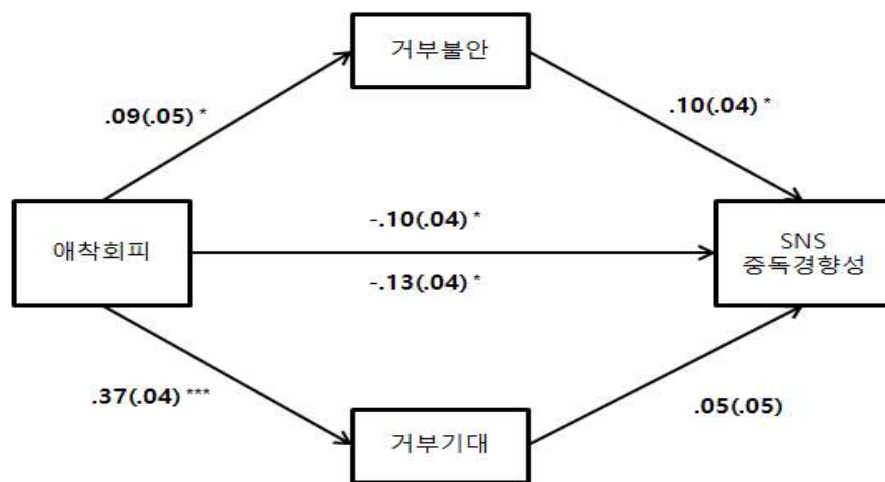 거부불안
.09(.05) *
.10(.04) *
-.10(.04) *
애착회피
SNS
중독경향성
-.13(.04) *
.37(.04) ***
.05(.05)
거부기대